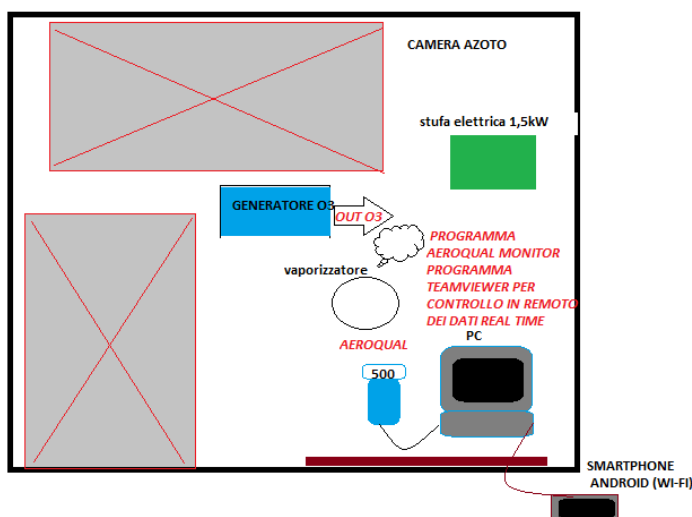 CAMERA AZOTO
stufa elettrica 1,5kW
GENERATORE O3
OUT O3
PROGRAMMA
AEROQUAL MONITOR
PROGRAMMA
TEAMVIEWER PER
CONTROLLO IN REMOTO
DEI DATI REAL TIME
vaporizzatore
PC
AEROQUAL
500
SMARTPHONE
ANDROID (WI-FI)